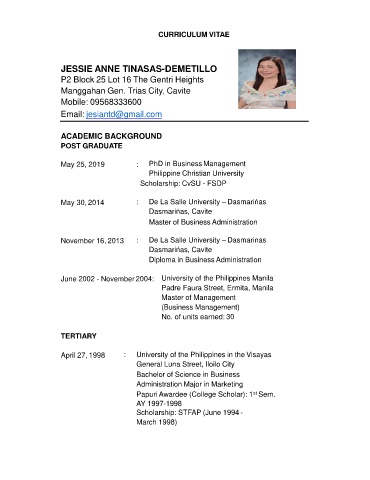 CURRICULUM VITAE
JESSIE ANNE TINASAS-DEMETILLO
P2 Block 25 Lot 16 The Gentri Heights
Manggahan Gen. Trias City, Cavite
Mobile: 09568333600
Email: jesiantd@gmail.com
ACADEMIC BACKGROUND
POST GRADUATE
May 25, 2019 : PhD in Business Management
Philippine Christian University
Scholarship: CvSU - FSDP
May 30, 2014 : De La Salle University – Dasmariñas
Dasmariñas, Cavite
Master of Business Administration
November 16, 2013 : De La Salle University – Dasmarinas
Dasmariñas, Cavite
Diploma in Business Administration
June 2002 - November 2004: University of the Philippines Manila
Padre Faura Street, Ermita, Manila
Master of Management
(Business Management)
No. of units earned: 30
TERTIARY
April 27, 1998 : University of the Philippines in the Visayas
General Luna Street, Iloilo City
Bachelor of Science in Business
Administration Major in Marketing
Papuri Awardee (College Scholar): 1st Sem.
AY 1997-1998
Scholarship: STFAP (June 1994-
March 1998)